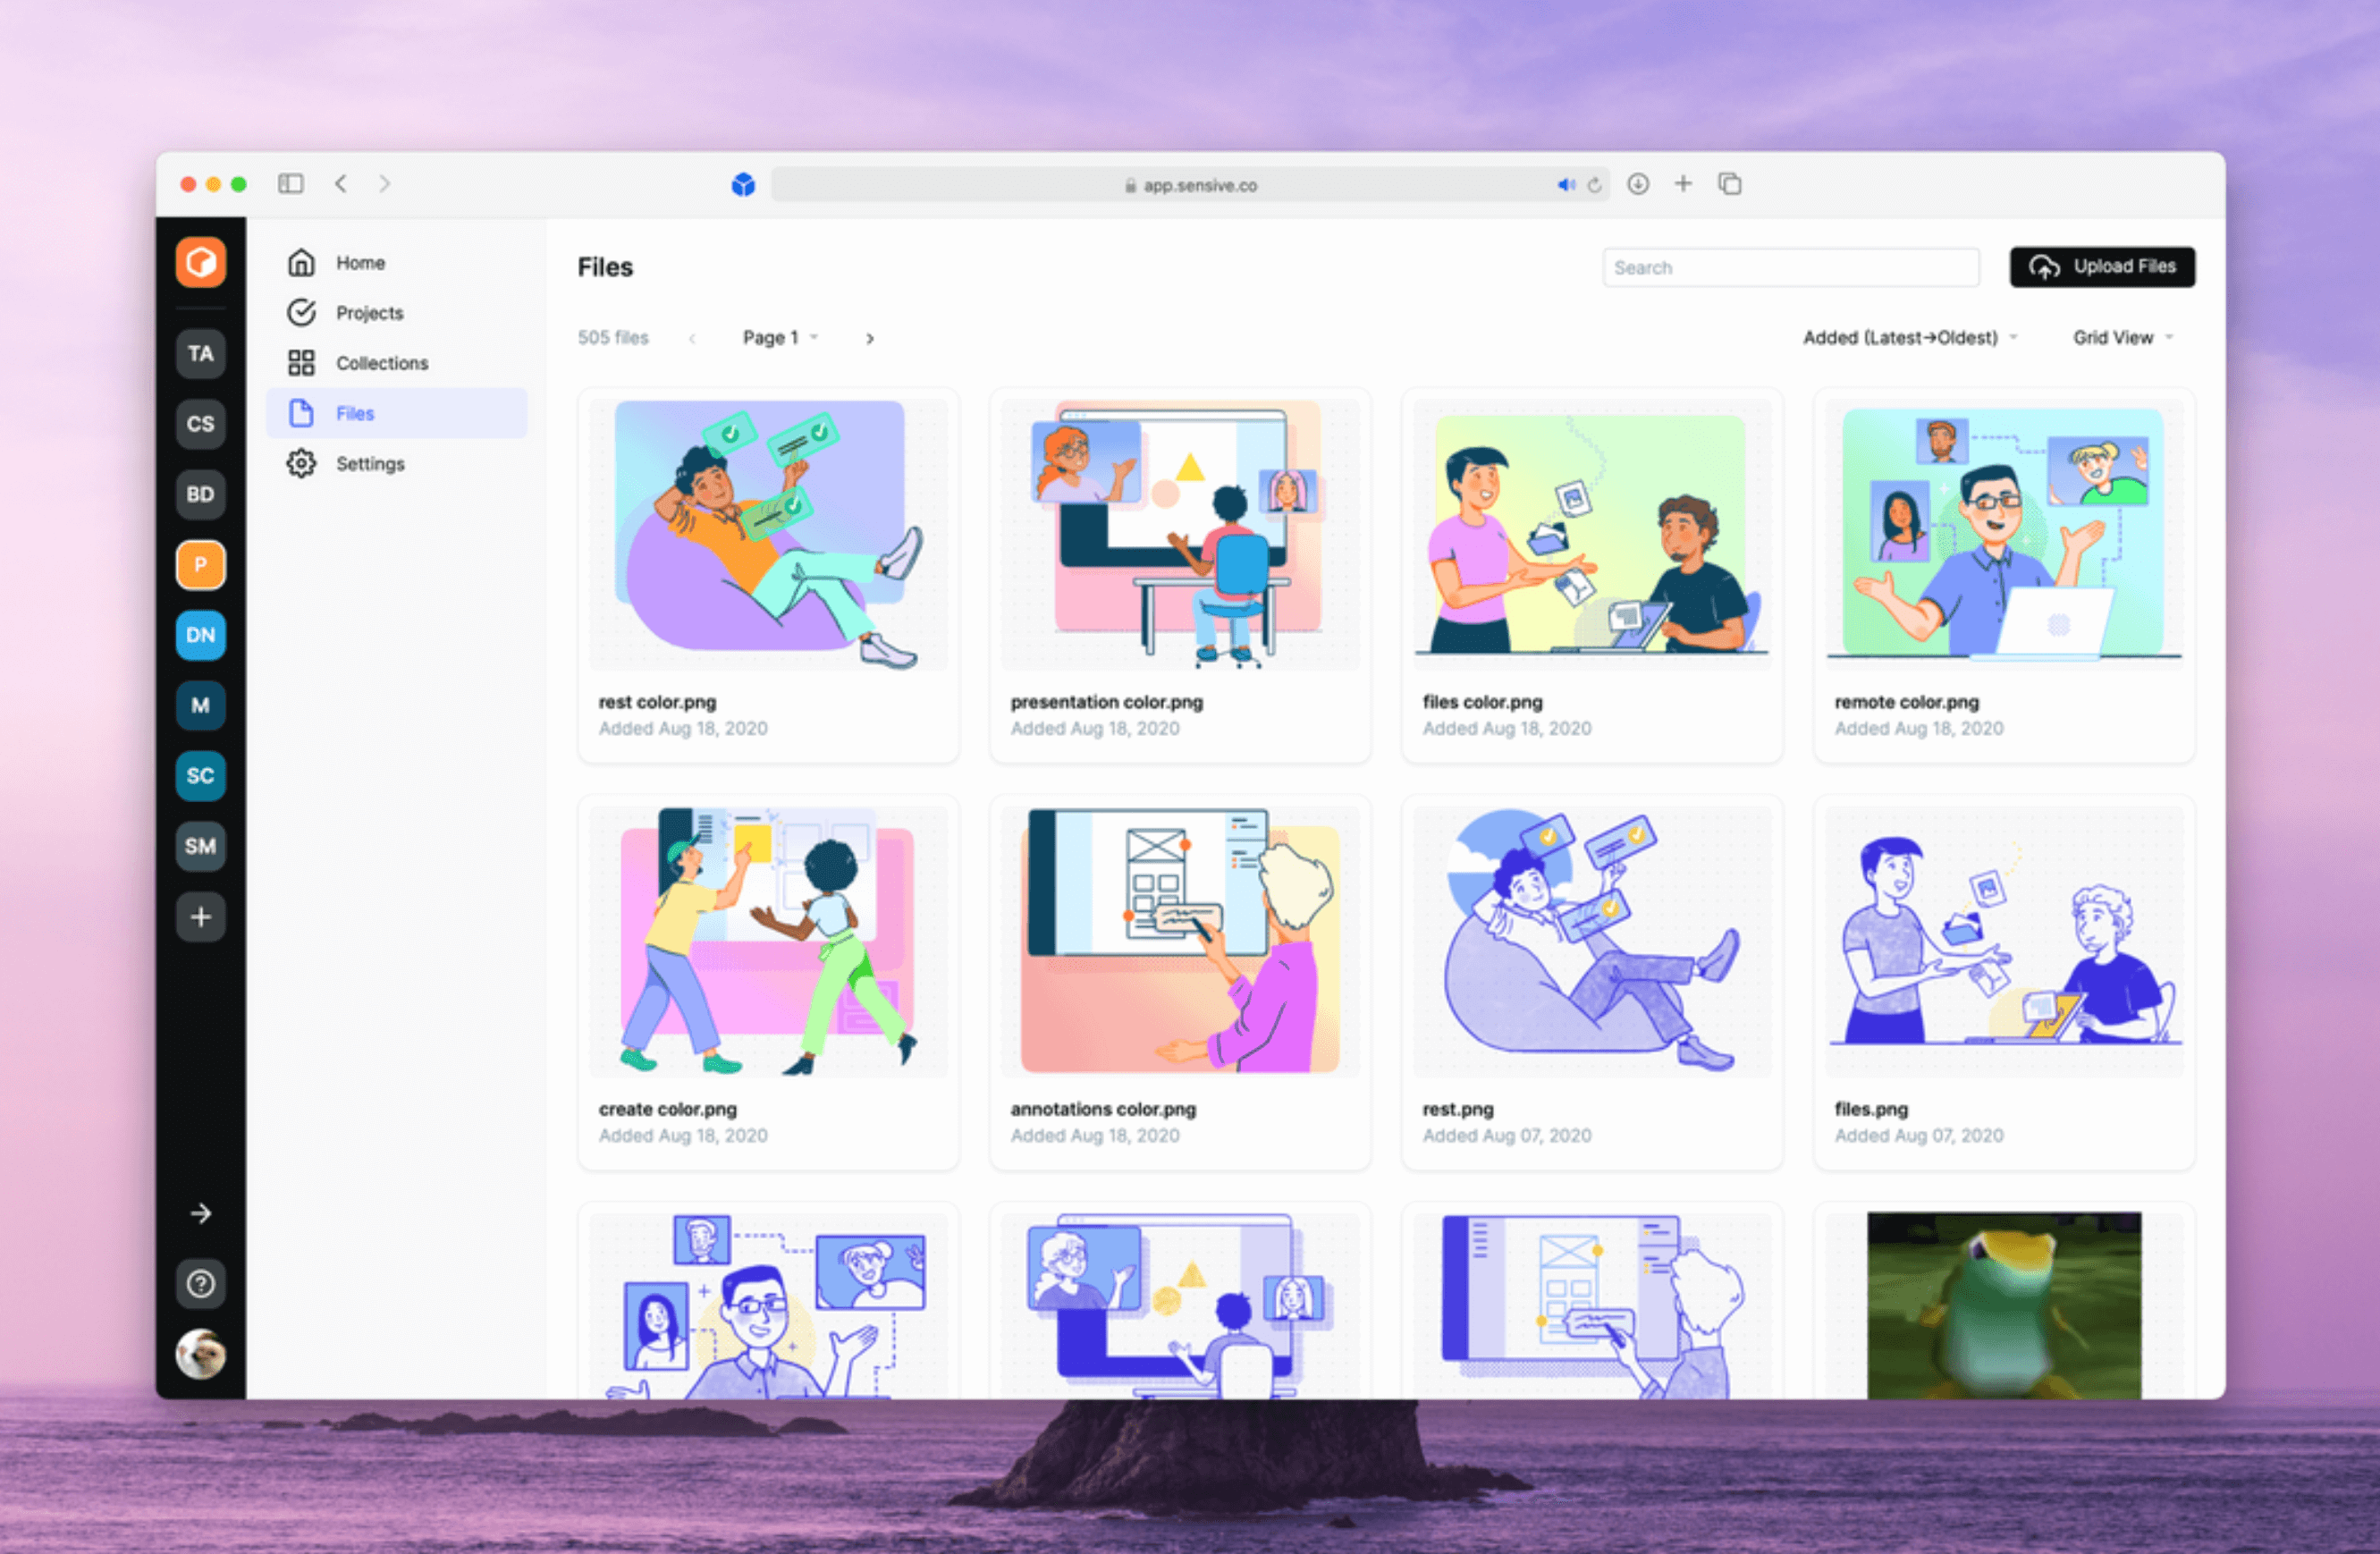 app.sensive.co
TA
CS
BD
P
DN
M
SC
SM
Home
Projects
Collections
Files
Settings
Files
Search
Upload Files
505 files
Page 1
Added (Latest→Oldest)
Grid View
rest color.png
Added Aug 18, 2020
presentation color.png
Added Aug 18, 2020
files color.png
Added Aug 18, 2020
remote color.png
Added Aug 18, 2020
create color.png
Added Aug 18, 2020
annotations color.png
Added Aug 18, 2020
rest.png
Added Aug 07, 2020
files.png
Added Aug 07, 2020